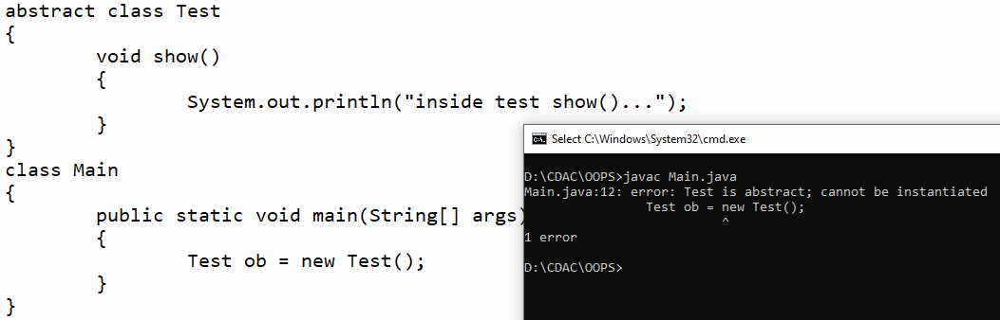 abstract class Test
{
void show()
{
System.out.println("inside test show()...");
}
}
class Main
{
public static void main(String[] args)
{
Test ob = new Test();
}
}
Select C:\Windows\System32\cmd.exe
D:\CDAC\OOPS>javac Main.java
Main.java:12: error: Test is abstract; cannot be instantiated
Test ob = new Test();
^
1 error
D:\CDAC\OOPS>